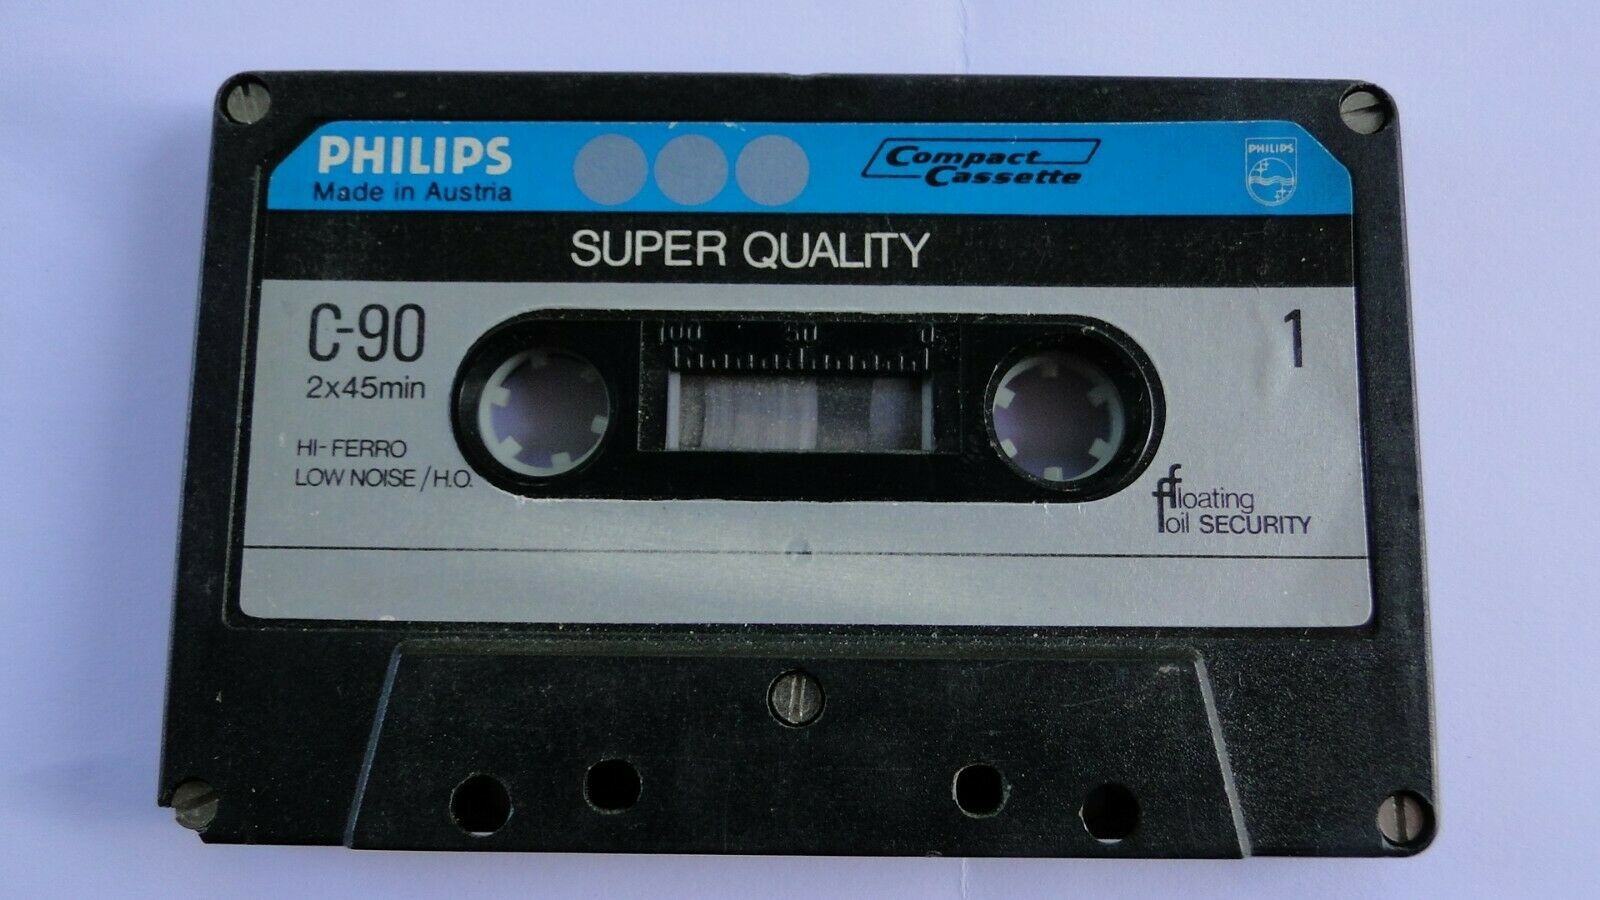 PHILIPS
Made in Austria
Compact
Cassette
PHILIPS
SUPER QUALITY
C-90
2x45min
HI-FERRO
LOW NOISE/H.O.
100 50 0
1
floating
foil SECURITY